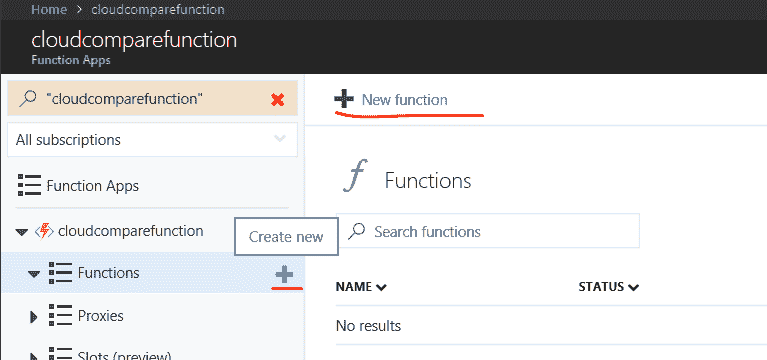 Home > cloudcomparefunction
cloudcomparefunction
Function Apps
"cloudcomparefunction"
All subscriptions
Function Apps
cloudcomparefunction
Create new
Functions
Proxies
Slots (preview)
New function
Functions
Search functions
NAME STATUS
No results